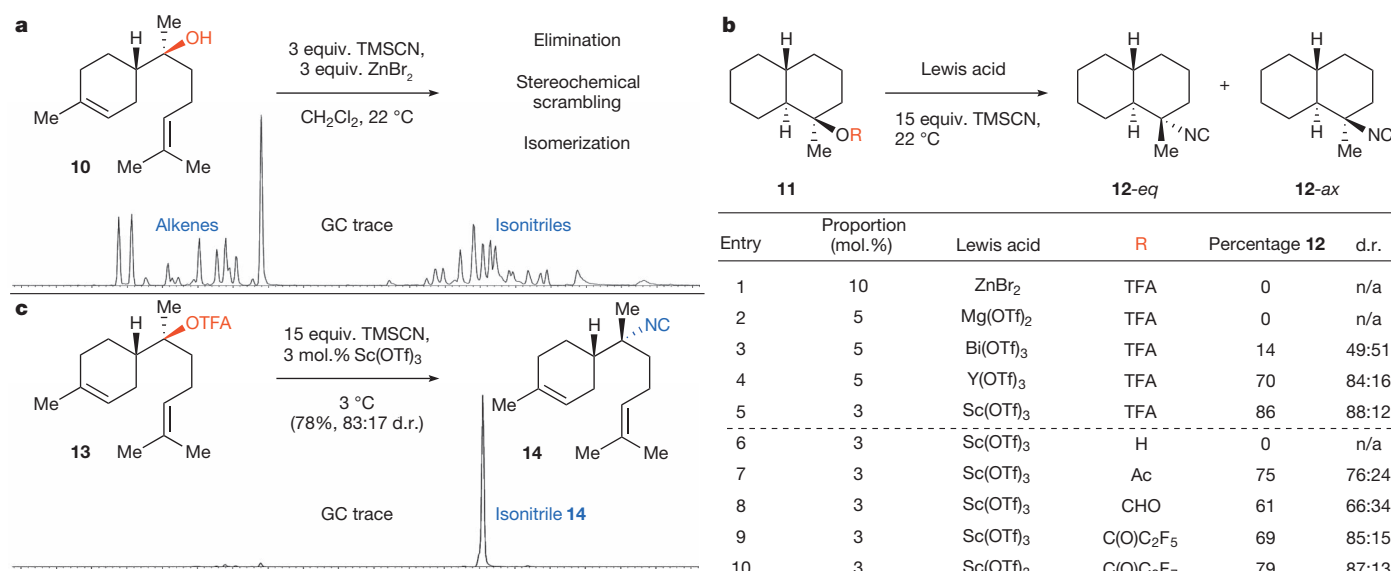 a
Me
H
OH
Me
10
Me
Me
3 equiv. TMSCN,
3 equiv. ZnBr2
CH2Cl2, 22 °C
Elimination
Stereochemical
scrambling
Isomerization
Alkenes
GC trace
Isonitriles
c
Me
H
OTFA
Me
13
Me
Me
15 equiv. TMSCN,
3 mol.% Sc(OTf)3
3 °C
(78%, 83:17 d.r.)
Me
H
NC
Me
14
Me
Me
GC trace
Isonitrile 14
b
H
H
OR
Me
11
Lewis acid
15 equiv. TMSCN,
22 °C
H
H
NC
Me
12-eq
+
H
H
NC
Me
12-ax
Entry Proportion (mol.%) Lewis acid R Percentage 12 d.r.
1 10 ZnBr2 TFA 0 n/a
2 5 Mg(OTf)2 TFA 0 n/a
3 5 Bi(OTf)3 TFA 14 49:51
4 5 Y(OTf)3 TFA 70 84:16
5 3 Sc(OTf)3 TFA 86 88:12
6 3 Sc(OTf)3 H 0 n/a
7 3 Sc(OTf)3 Ac 75 76:24
8 3 Sc(OTf)3 CHO 61 66:34
9 3 Sc(OTf)3 C(O)C2F5 69 85:15
10 3 79 87:13